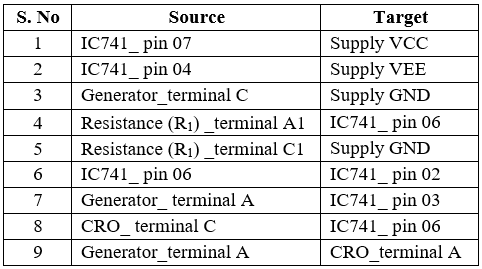 S. No Source Target
1 IC741_ pin 07 Supply VCC
2 IC741_ pin 04 Supply VEE
3 Generator_terminal C Supply GND
4 Resistance (R₁) _terminal A1 IC741_ pin 06
5 Resistance (R₁) _terminal C1 Supply GND
6 IC741_ pin 06 IC741_ pin 02
7 Generator_ terminal A IC741_ pin 03
8 CRO_ terminal C IC741_ pin 06
9 Generator_terminal A CRO_terminal A